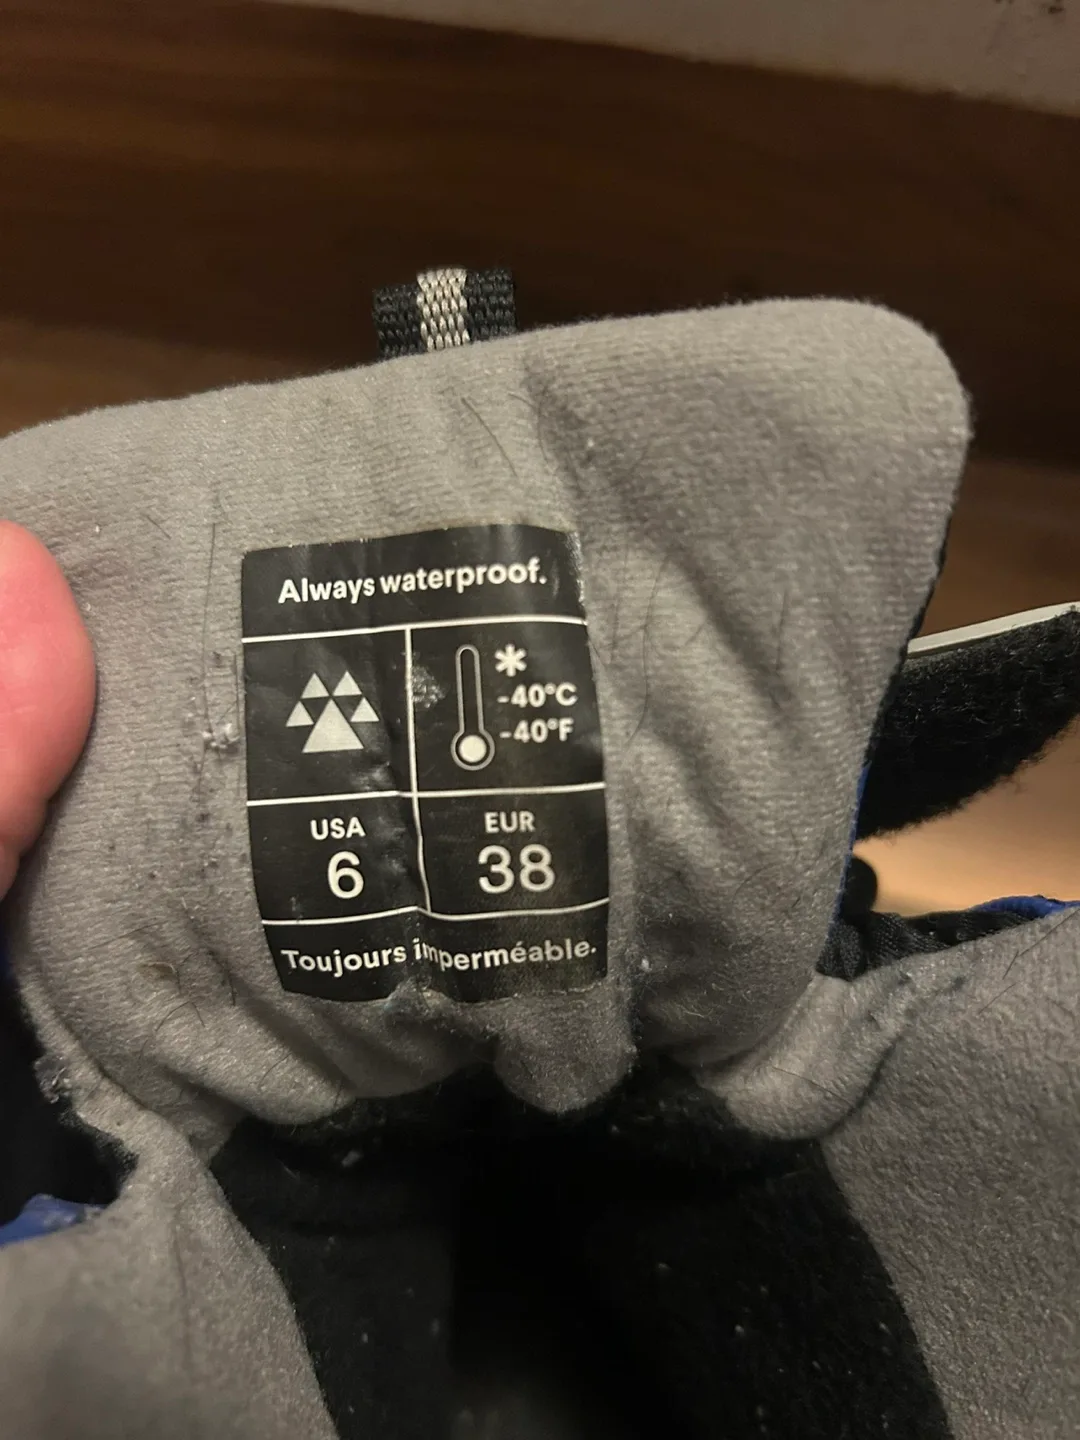 Always waterproof.
*
-40°C
-40°F
USA
6
EUR
38
Toujours imperméable.